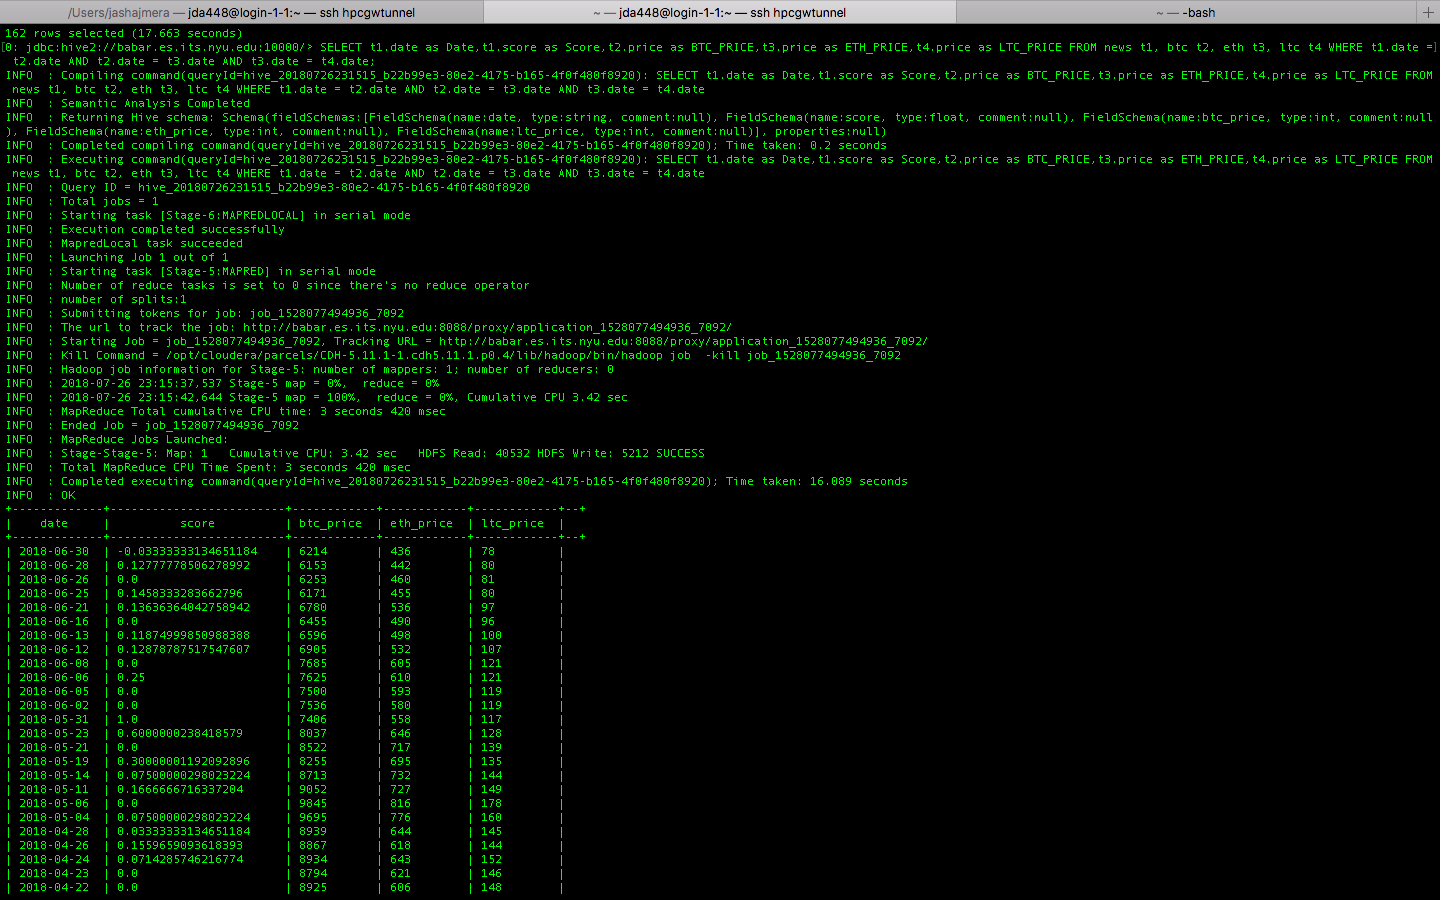 /Users/jashajmera — jda448@login-1-1:~ — ssh hpcgwtunnel
~ — jda448@login-1-1:~ — ssh hpcgwtunnel
~ — -bash
162 rows selected (17.663 seconds)
[0: jdbc:hive2://babar.es.its.nyu.edu:10000/> SELECT t1.date as Date,t1.score as Score,t2.price as BTC_PRICE,t3.price as ETH_PRICE,t4.price as LTC_PRICE FROM news t1, btc t2, eth t3, ltc t4 WHERE t1.date =]
t2.date AND t2.date = t3.date AND t3.date = t4.date;
INFO  : Compiling command(queryId=hive_20180726231515_b22b99e3-80e2-4175-b165-4f0f480f8920): SELECT t1.date as Date,t1.score as Score,t2.price as BTC_PRICE,t3.price as ETH_PRICE,t4.price as LTC_PRICE FROM
news t1, btc t2, eth t3, ltc t4 WHERE t1.date = t2.date AND t2.date = t3.date AND t3.date = t4.date
INFO  : Semantic Analysis Completed
INFO  : Returning Hive schema: Schema(fieldSchemas:[FieldSchema(name:date, type:string, comment:null), FieldSchema(name:score, type:float, comment:null), FieldSchema(name:btc_price, type:int, comment:null
), FieldSchema(name:eth_price, type:int, comment:null), FieldSchema(name:ltc_price, type:int, comment:null)], properties:null)
INFO  : Completed compiling command(queryId=hive_20180726231515_b22b99e3-80e2-4175-b165-4f0f480f8920); Time taken: 0.2 seconds
INFO  : Executing command(queryId=hive_20180726231515_b22b99e3-80e2-4175-b165-4f0f480f8920): SELECT t1.date as Date,t1.score as Score,t2.price as BTC_PRICE,t3.price as ETH_PRICE,t4.price as LTC_PRICE FROM
news t1, btc t2, eth t3, ltc t4 WHERE t1.date = t2.date AND t2.date = t3.date AND t3.date = t4.date
INFO  : Query ID = hive_20180726231515_b22b99e3-80e2-4175-b165-4f0f480f8920
INFO  : Total jobs = 1
INFO  : Starting task [Stage-6:MAPREDLOCAL] in serial mode
INFO  : Execution completed successfully
INFO  : MapredLocal task succeeded
INFO  : Launching Job 1 out of 1
INFO  : Starting task [Stage-5:MAPRED] in serial mode
INFO  : Number of reduce tasks is set to 0 since there's no reduce operator
INFO  : number of splits:1
INFO  : Submitting tokens for job: job_1528077494936_7092
INFO  : The url to track the job: http://babar.es.its.nyu.edu:8088/proxy/application_1528077494936_7092/
INFO  : Starting Job = job_1528077494936_7092, Tracking URL = http://babar.es.its.nyu.edu:8088/proxy/application_1528077494936_7092/
INFO  : Kill Command = /opt/cloudera/parcels/CDH-5.11.1-1.cdh5.11.1.p0.4/lib/hadoop/bin/hadoop job  -kill job_1528077494936_7092
INFO  : Hadoop job information for Stage-5: number of mappers: 1; number of reducers: 0
INFO  : 2018-07-26 23:15:37,537 Stage-5 map = 0%,  reduce = 0%
INFO  : 2018-07-26 23:15:42,644 Stage-5 map = 100%,  reduce = 0%, Cumulative CPU 3.42 sec
INFO  : MapReduce Total cumulative CPU time: 3 seconds 420 msec
INFO  : Ended Job = job_1528077494936_7092
INFO  : MapReduce Jobs Launched:
INFO  : Stage-Stage-5: Map: 1   Cumulative CPU: 3.42 sec   HDFS Read: 40532 HDFS Write: 5212 SUCCESS
INFO  : Total MapReduce CPU Time Spent: 3 seconds 420 msec
INFO  : Completed executing command(queryId=hive_20180726231515_b22b99e3-80e2-4175-b165-4f0f480f8920); Time taken: 16.089 seconds
INFO  : OK
+-------------+-------------------------+------------+------------+------------+--+
|    date     |          score          | btc_price  | eth_price  | ltc_price  |
+-------------+-------------------------+------------+------------+------------+--+
| 2018-06-30  | -0.03333333134651184    | 6214       | 436        | 78         |
| 2018-06-28  | 0.12777778506278992     | 6153       | 442        | 80         |
| 2018-06-26  | 0.0                     | 6253       | 460        | 81         |
| 2018-06-25  | 0.1458333283662796      | 6171       | 455        | 80         |
| 2018-06-21  | 0.13636364042758942     | 6780       | 536        | 97         |
| 2018-06-16  | 0.0                     | 6455       | 490        | 96         |
| 2018-06-13  | 0.11874999850988388     | 6596       | 498        | 100        |
| 2018-06-12  | 0.12878787517547607     | 6905       | 532        | 107        |
| 2018-06-08  | 0.0                     | 7685       | 605        | 121        |
| 2018-06-06  | 0.25                    | 7625       | 610        | 121        |
| 2018-06-05  | 0.0                     | 7500       | 593        | 119        |
| 2018-06-02  | 0.0                     | 7536       | 580        | 119        |
| 2018-05-31  | 1.0                     | 7406       | 558        | 117        |
| 2018-05-23  | 0.6000000238418579      | 8037       | 646        | 128        |
| 2018-05-21  | 0.0                     | 8522       | 717        | 139        |
| 2018-05-19  | 0.30000001192092896     | 8255       | 695        | 135        |
| 2018-05-14  | 0.07500000298023224     | 8713       | 732        | 144        |
| 2018-05-11  | 0.1666666716337204      | 9052       | 727        | 149        |
| 2018-05-06  | 0.0                     | 9845       | 816        | 178        |
| 2018-05-04  | 0.07500000298023224     | 9695       | 776        | 160        |
| 2018-04-28  | 0.03333333134651184     | 8939       | 644        | 145        |
| 2018-04-26  | 0.1559659093618393      | 8867       | 618        | 144        |
| 2018-04-24  | 0.0714285746216774      | 8934       | 643        | 152        |
| 2018-04-23  | 0.0                     | 8794       | 621        | 146        |
| 2018-04-22  | 0.0                     | 8925       | 606        | 148        |